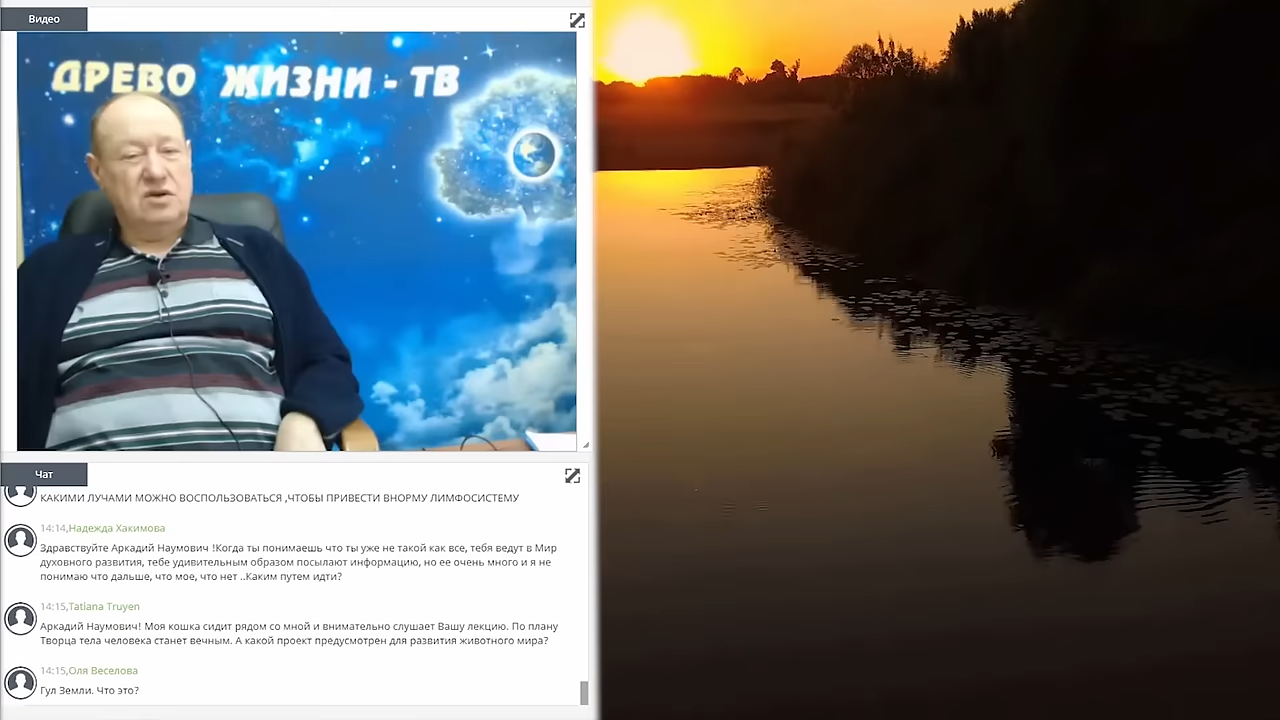 Видео
ДРЕВО ЖИЗНИ - ТВ
Чат
КАКИМИ ЛУЧАМИ МОЖНО ВОСПОЛЬЗОВАТЬСЯ ,ЧТОБЫ ПРИВЕСТИ ВНОРМУ ЛИМФОСИСТЕМУ
14:14,Надежда Хакимова
Здравствуйте Аркадий Наумович !Когда ты понимаешь что ты уже не такой как все, тебя ведут в Мир
духовного развития, тебе удивительным образом посылают информацию, но ее очень много и я не
понимаю что дальше, что мое, что нет ..Каким путем идти?
14:15,Tatiana Truyen
Аркадий Наумович! Моя кошка сидит рядом со мной и внимательно слушает Вашу лекцию. По плану
Творца тела человека станет вечным. А какой проект предусмотрен для развития животного мира?
14:15,Оля Веселова
Гул Земли. Что это?